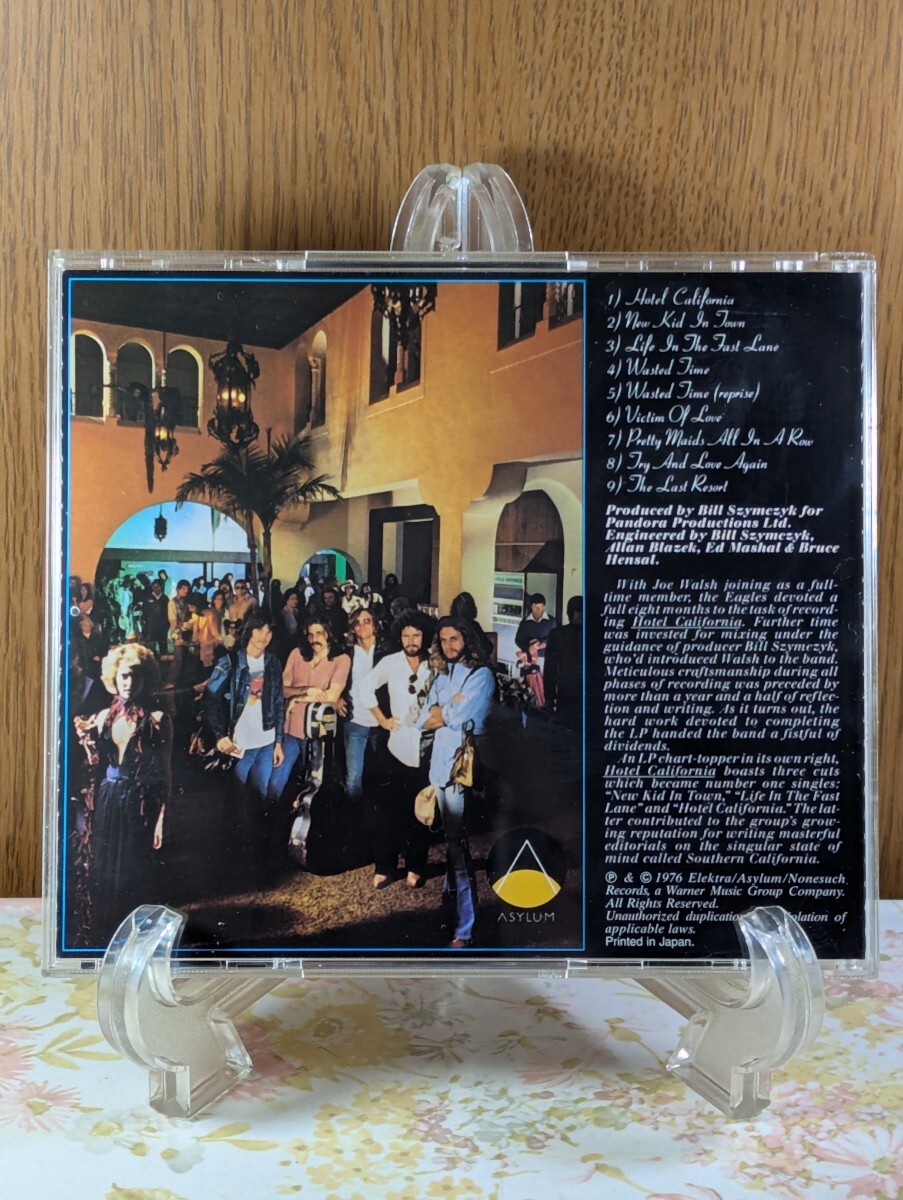 1) Hotel California
2) New Kid In Town
3) Life In The Fast Lane
4) Wasted Time
5) Wasted Time (reprise)
6) Victim Of Love
7) Pretty Maids All In A Row
8) Try And Love Again
9) The Last Resort
Produced by Bill Szymczyk for
Pandora Productions Ltd.
Engineered by Bill Szymczyk,
Allan Blazek, Ed Mashal & Bruce
Hensal.
With Joe Walsh joining as a full-
time member, the Eagles devoted a
full eight months to the task of record-
ing Hotel California. Further time
was invested for mixing under the
guidance of producer Bill Szymczyk,
who'd introduced Walsh to the band.
Meticulous craftsmanship during all
phases of recording was preceded by
more than a year and a half of reflec-
tion and writing. As it turns out, the
hard work devoted to completing
the LP handed the band a fistful of
dividends.
An LP chart-topper in its own right,
Hotel California boasts three cuts
which became number one singles:
"New Kid In Town," "Life In The Fast
Lane" and "Hotel California." The lat-
ter contributed to the group's grow-
ing reputation for writing masterful
editorials on the singular state of
mind called Southern California.
℗ & © 1976 Elektra/Asylum/Nonesuch
Records, a Warner Music Group Company.
All Rights Reserved.
Unauthorized duplication olation of
applicable laws.
Printed in Japan.
ASYLUM